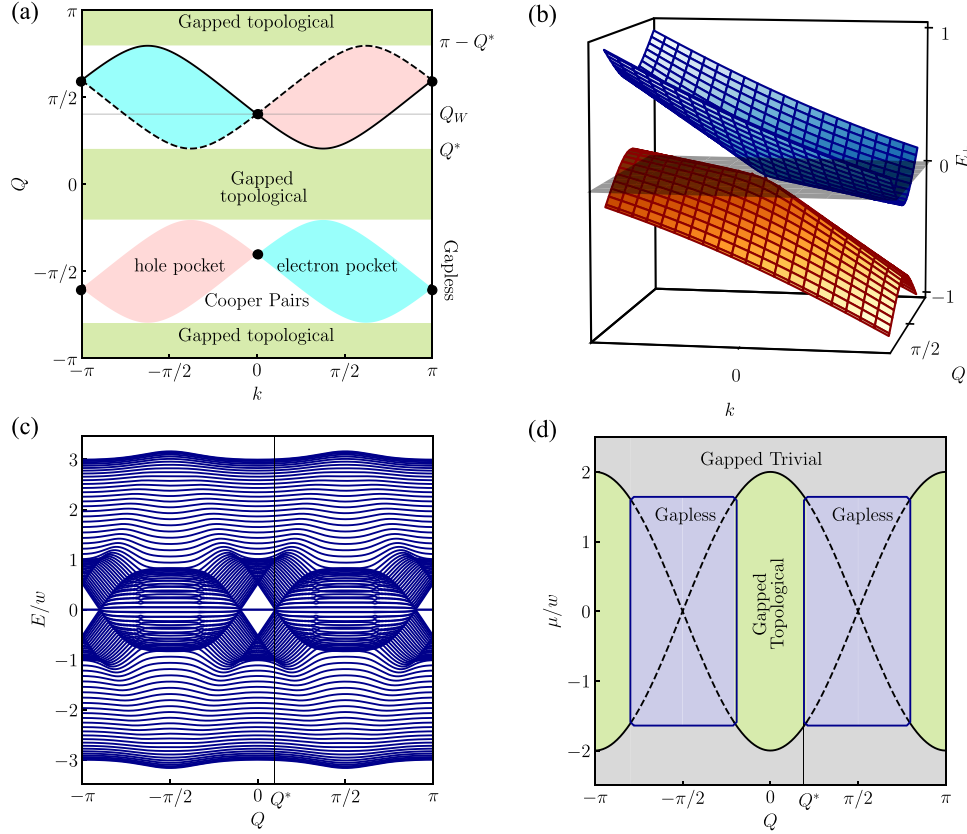 (a)
π
π/2
0
−π/2
−π
Q
Gapped topological
Gapped
topological
hole pocket
electron pocket
Cooper Pairs
Gapped topological
π − Q*
Q_W
Q*
Gapless
−π
−π/2
0
π/2
π
k
(b)
1
0
−1
π/2
Q
0
k
(c)
3
2
1
0
−1
−2
−3
E/w
−π
−π/2
0
Q*
π/2
π
Q
(d)
2
1
0
−1
−2
μ/w
Gapped Trivial
Gapless
Gapped
Topological
Gapless
−π
−π/2
0
Q*
π/2
π
Q